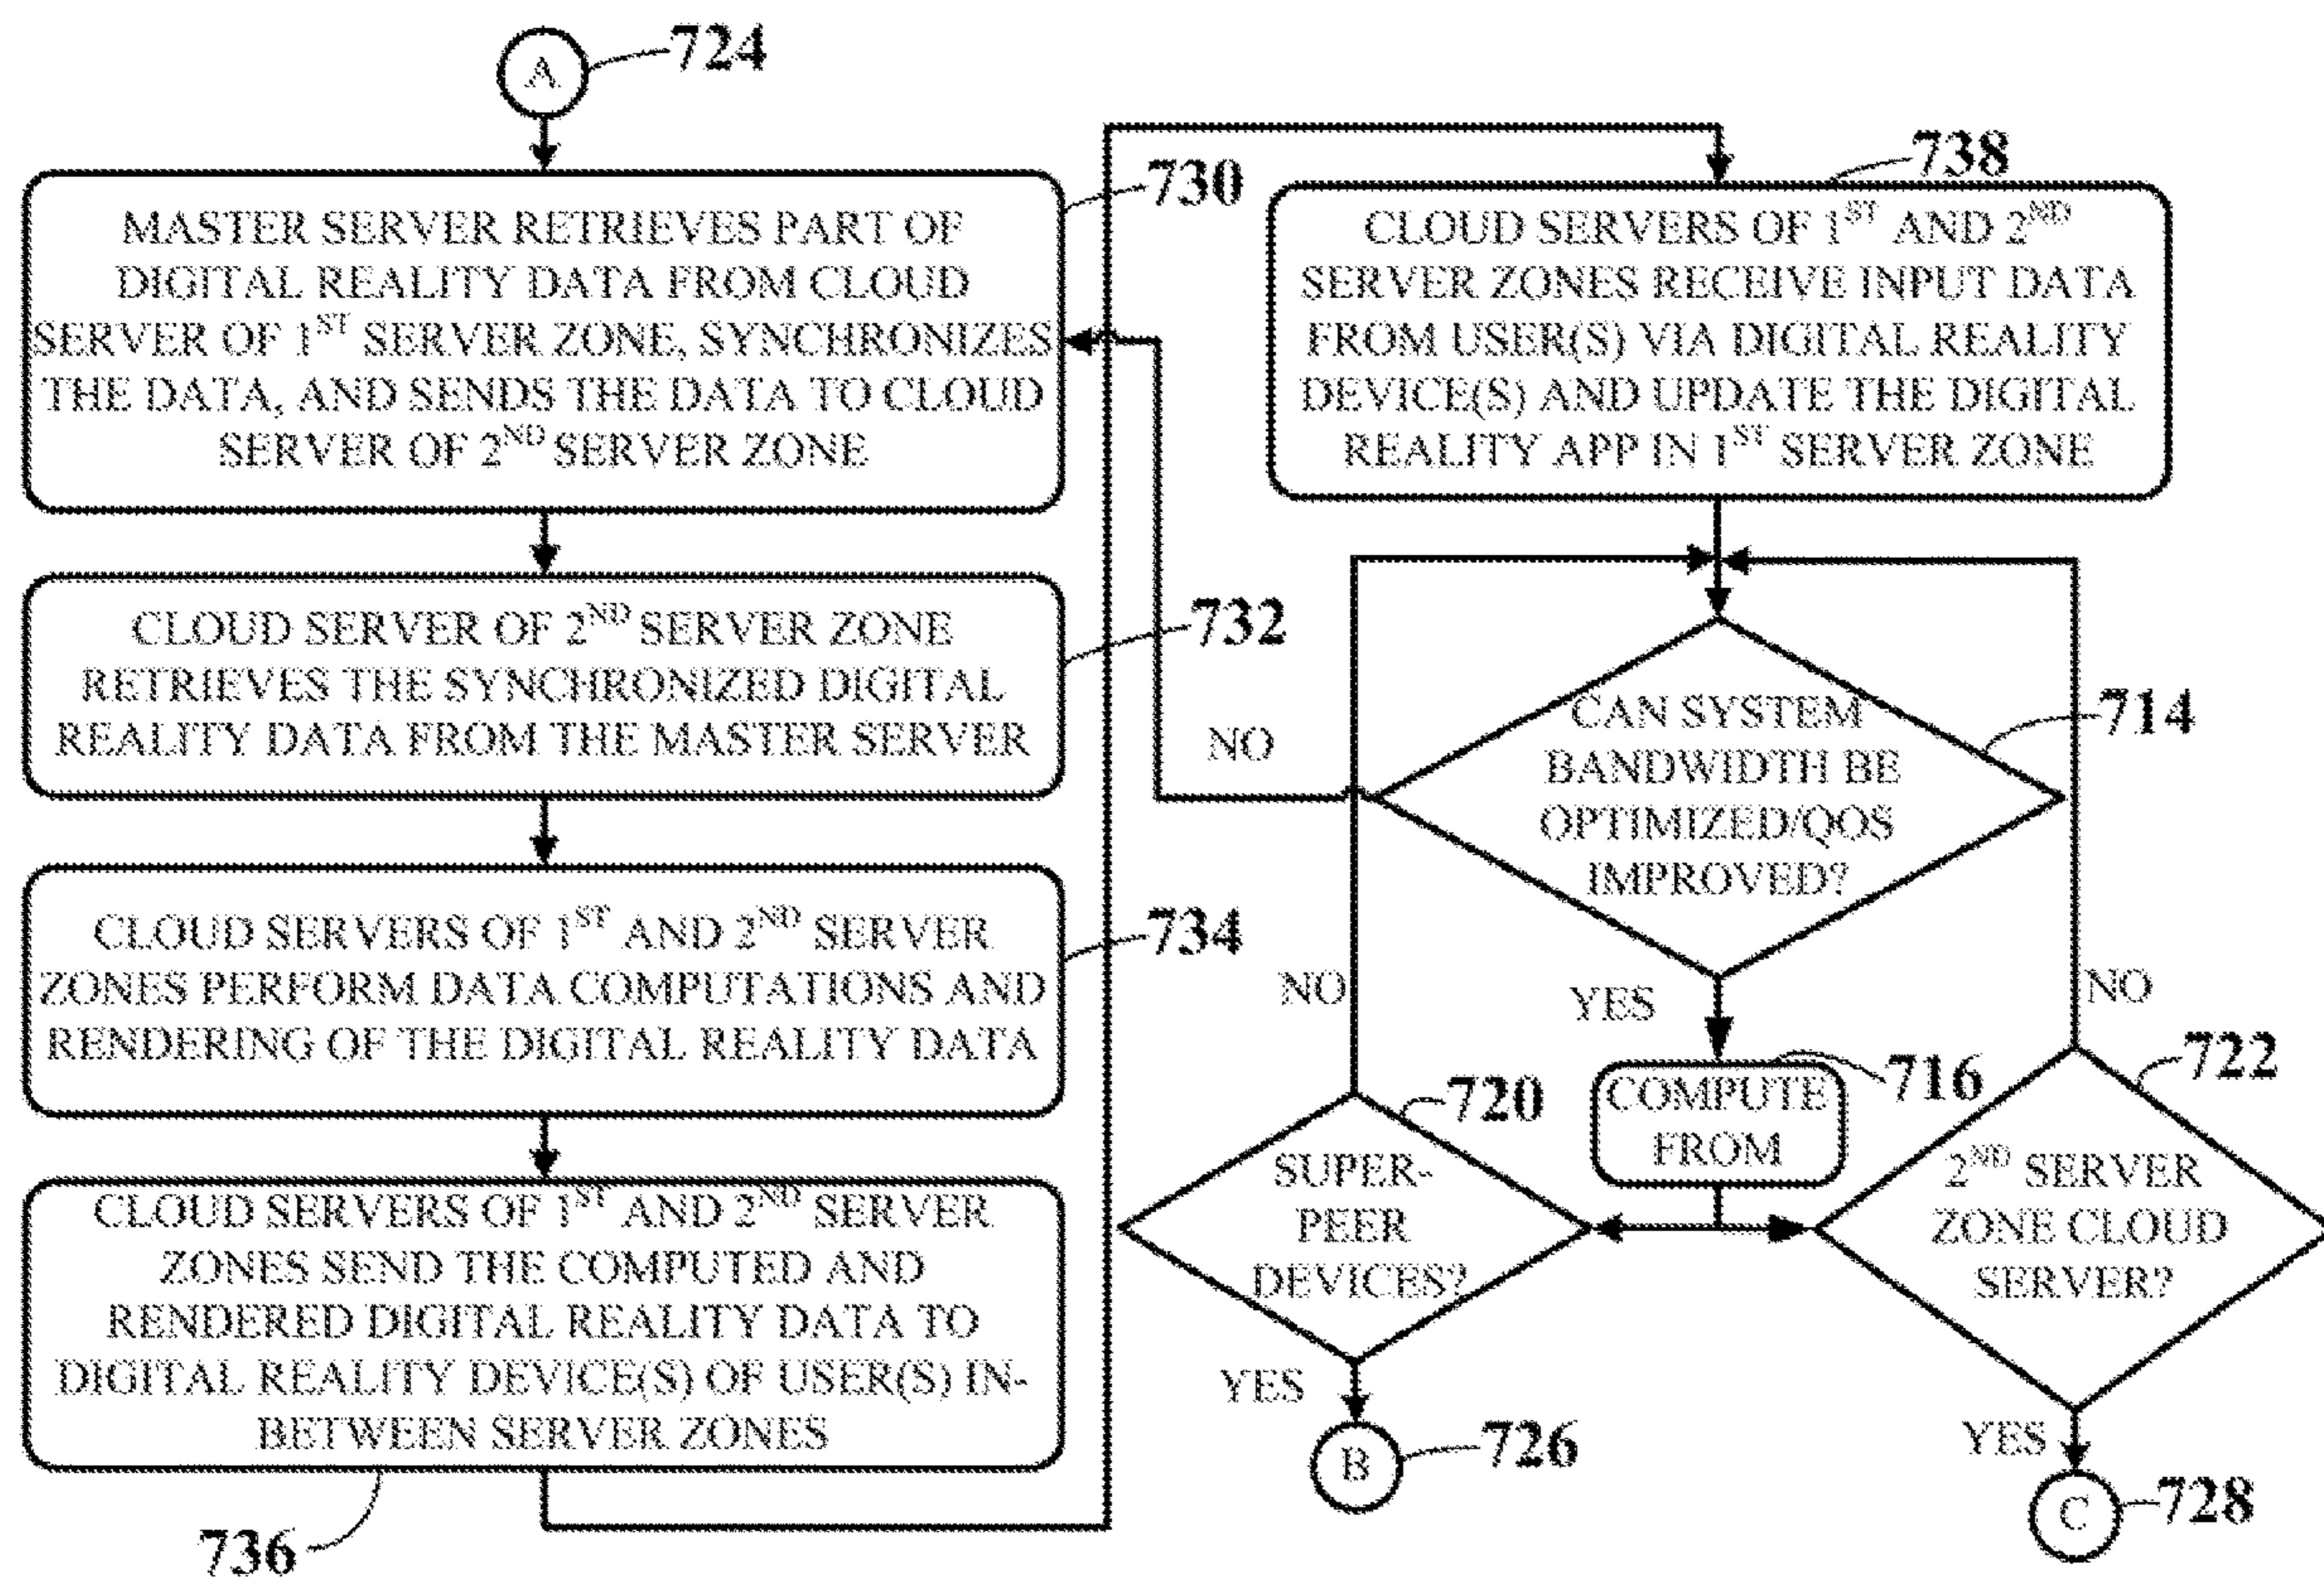 A
724
MASTER SERVER RETRIEVES PART OF
DIGITAL REALITY DATA FROM CLOUD
SERVER OF 1ST SERVER ZONE, SYNCHRONIZES
THE DATA, AND SENDS THE DATA TO CLOUD
SERVER OF 2ND SERVER ZONE
730
CLOUD SERVER OF 2ND SERVER ZONE
RETRIEVES THE SYNCHRONIZED DIGITAL
REALITY DATA FROM THE MASTER SERVER
732
CLOUD SERVERS OF 1ST AND 2ND SERVER
ZONES PERFORM DATA COMPUTATIONS AND
RENDERING OF THE DIGITAL REALITY DATA
734
CLOUD SERVERS OF 1ST AND 2ND SERVER
ZONES SEND THE COMPUTED AND
RENDERED DIGITAL REALITY DATA TO
DIGITAL REALITY DEVICE(S) OF USER(S) IN-
BETWEEN SERVER ZONES
736
738
CLOUD SERVERS OF 1ST AND 2ND
SERVER ZONES RECEIVE INPUT DATA
FROM USER(S) VIA DIGITAL REALITY
DEVICE(S) AND UPDATE THE DIGITAL
REALITY APP IN 1ST SERVER ZONE
CAN SYSTEM
BANDWIDTH BE
OPTIMIZED/QOS
IMPROVED?
714
NO
YES
716
COMPUTE
FROM
NO
720
SUPER-
PEER
DEVICES?
YES
B
726
NO
722
2ND SERVER
ZONE CLOUD
SERVER?
YES
C
728